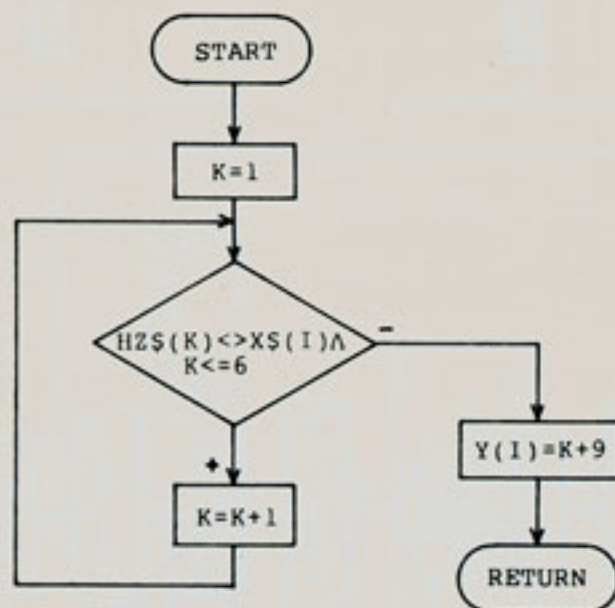 START
K=1
HZ$(K)<>X$(I)Λ
K<=6
-
+
K=K+1
Y(I)=K+9
RETURN